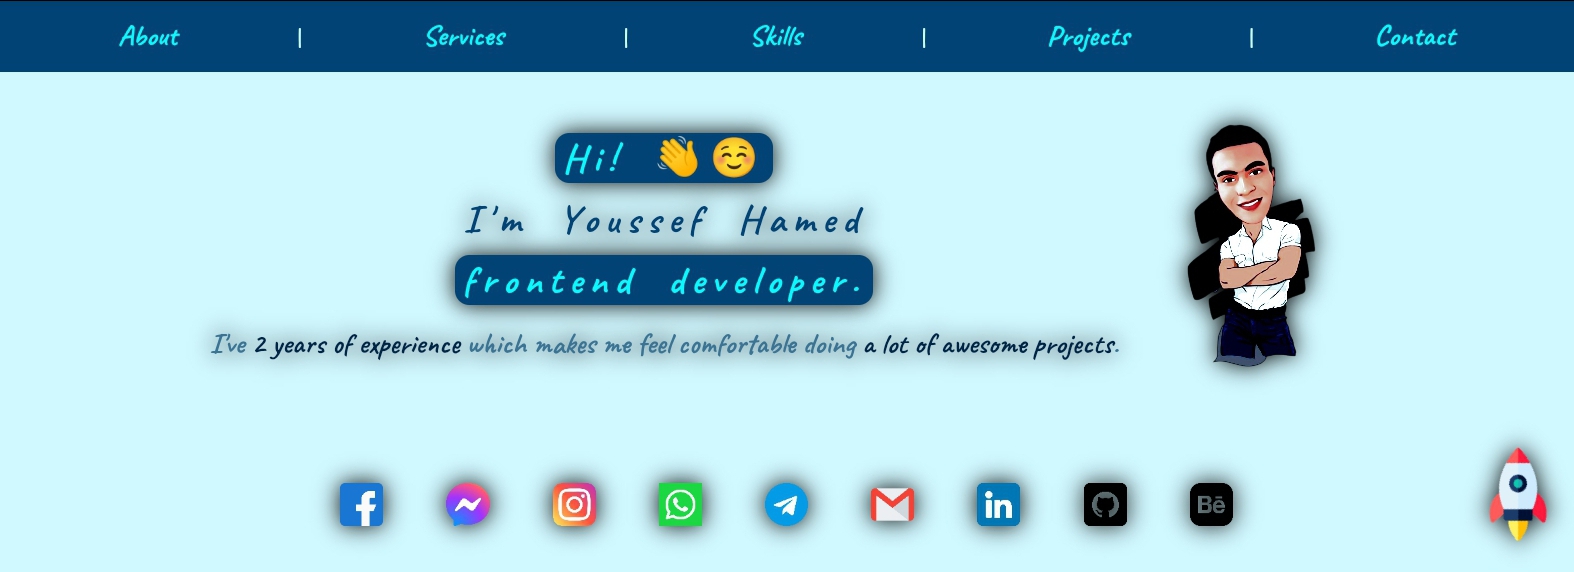 About | Services | Skills | Projects | Contact
Hi! 👋 ☺️
I'm Youssef Hamed
frontend developer.
I've 2 years of experience which makes me feel comfortable doing a lot of awesome projects.
in Bē